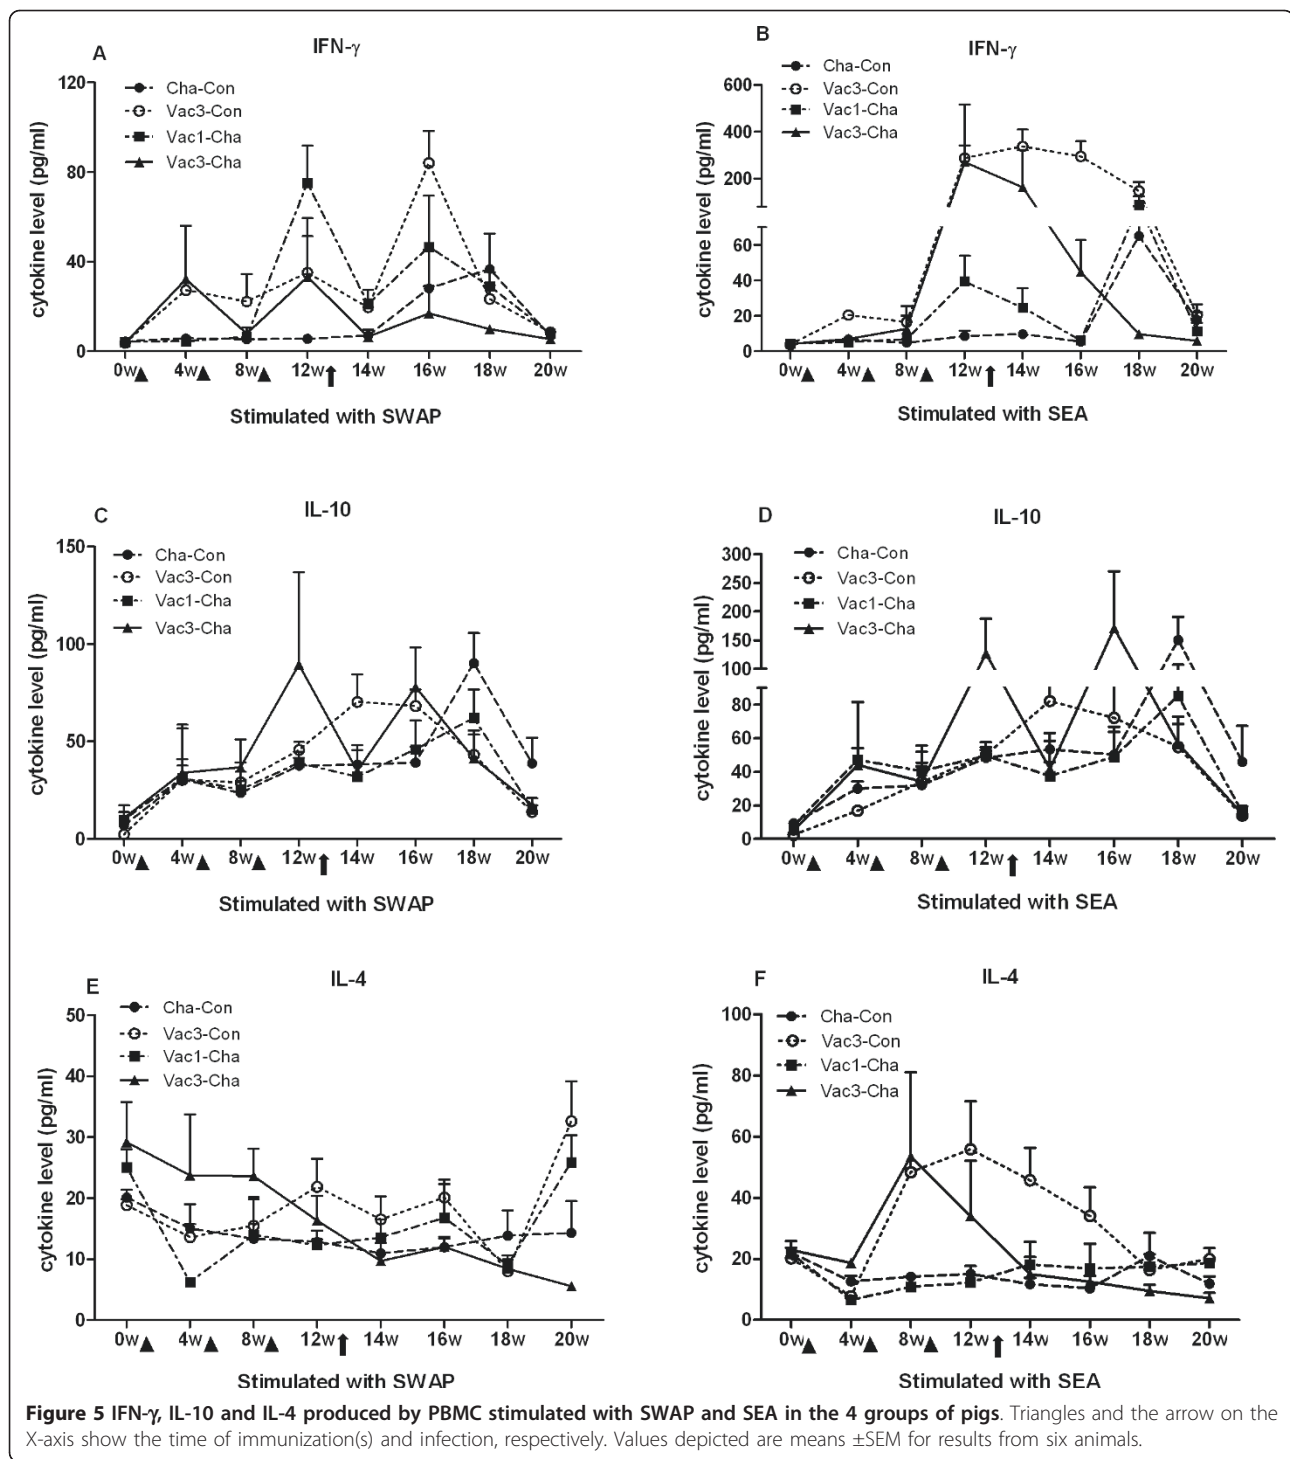 A
IFN-γ
Cha-Con
Vac3-Con
Vac1-Cha
Vac3-Cha
cytokine level (pg/ml)
120
80
40
0
0w 4w 8w 12w 14w 16w 18w 20w
Stimulated with SWAP
B
IFN-γ
Cha-Con
Vac3-Con
Vac1-Cha
Vac3-Cha
cytokine level (pg/ml)
600
400
200
60
40
20
0
0w 4w 8w 12w 14w 16w 18w 20w
Stimulated with SEA
C
IL-10
Cha-Con
Vac3-Con
Vac1-Cha
Vac3-Cha
cytokine level (pg/ml)
150
100
50
0
0w 4w 8w 12w 14w 16w 18w 20w
Stimulated with SWAP
D
IL-10
Cha-Con
Vac3-Con
Vac1-Cha
Vac3-Cha
cytokine level (pg/ml)
300
250
200
150
100
80
60
40
20
0
0w 4w 8w 12w 14w 16w 18w 20w
Stimulated with SEA
E
IL-4
Cha-Con
Vac3-Con
Vac1-Cha
Vac3-Cha
cytokine level (pg/ml)
50
40
30
20
10
0
0w 4w 8w 12w 14w 16w 18w 20w
Stimulated with SWAP
F
IL-4
Cha-Con
Vac3-Con
Vac1-Cha
Vac3-Cha
cytokine level (pg/ml)
100
80
60
40
20
0
0w 4w 8w 12w 14w 16w 18w 20w
Stimulated with SEA
Figure 5 IFN-γ, IL-10 and IL-4 produced by PBMC stimulated with SWAP and SEA in the 4 groups of pigs. Triangles and the arrow on the
X-axis show the time of immunization(s) and infection, respectively. Values depicted are means ±SEM for results from six animals.